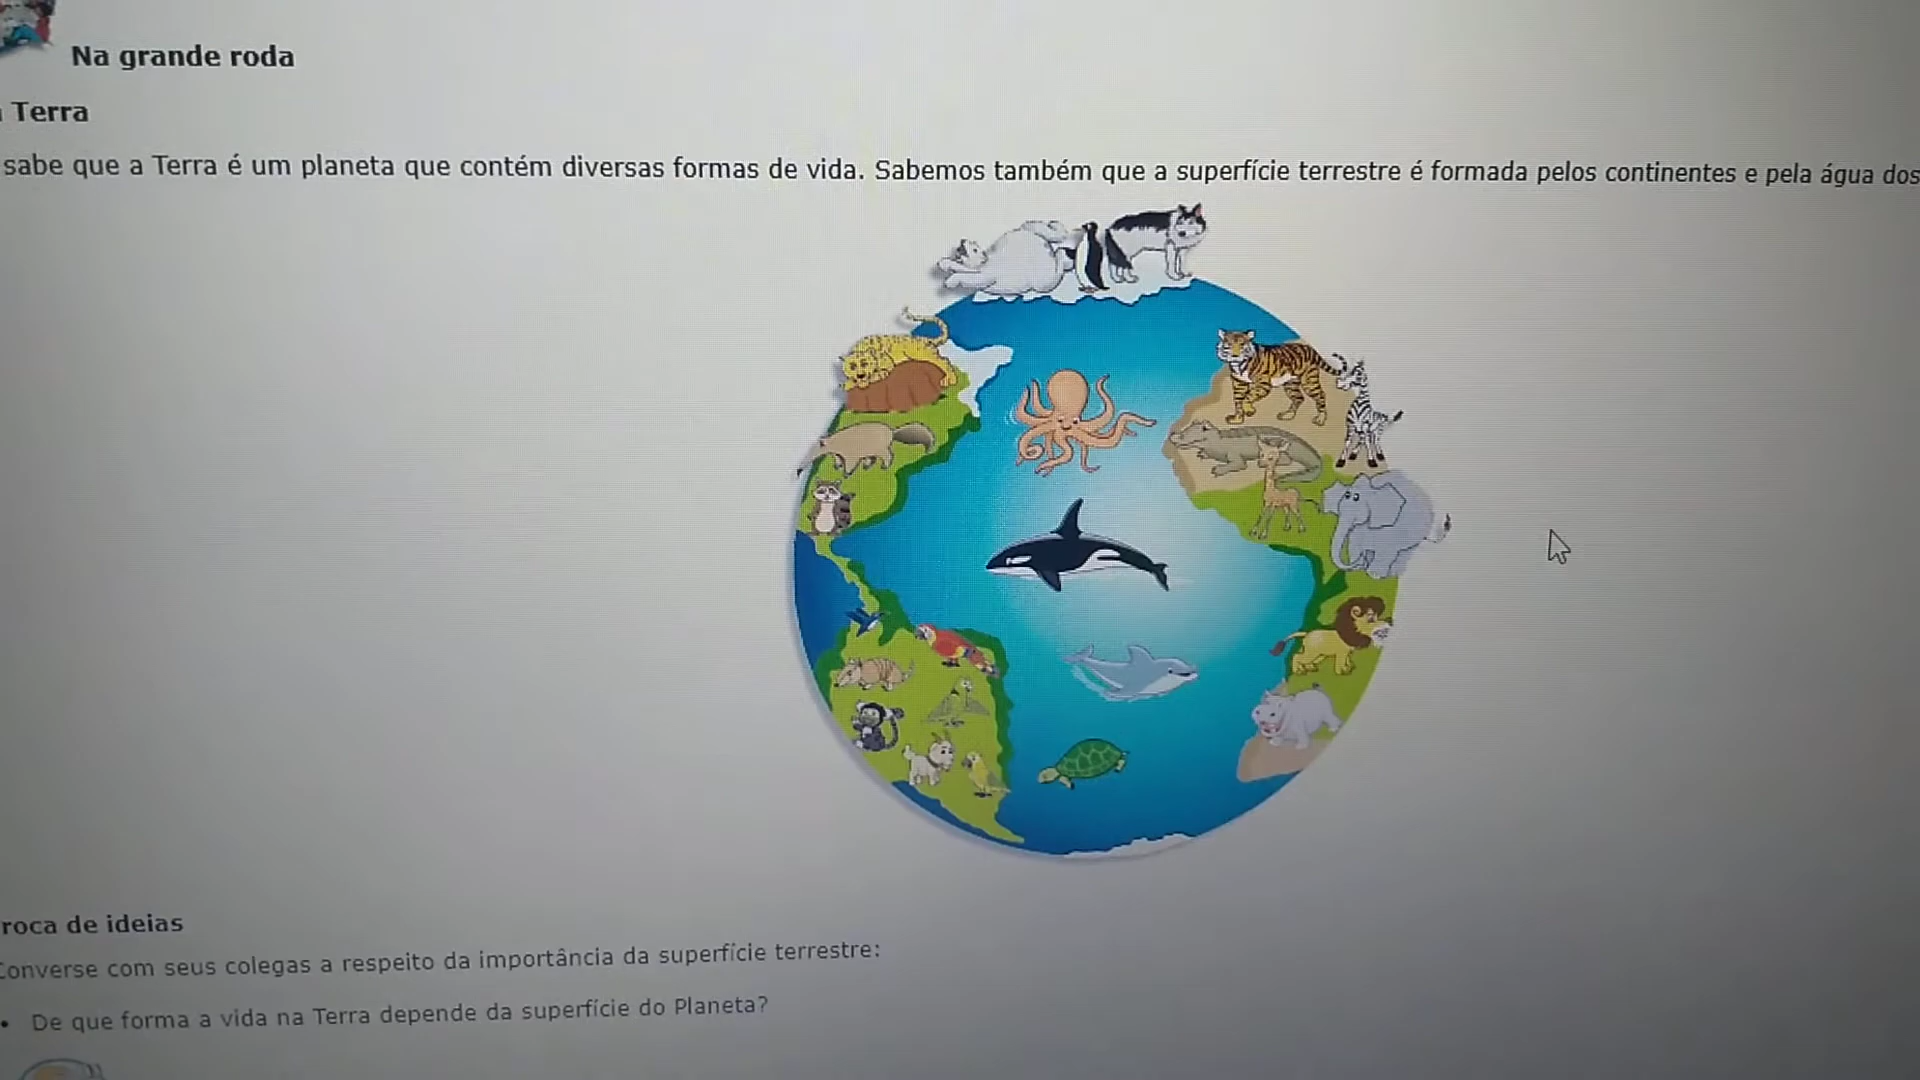 Na grande roda
Terra
sabe que a Terra é um planeta que contém diversas formas de vida. Sabemos também que a superfície terrestre é formada pelos continentes e pela água dos
roca de ideias
Converse com seus colegas a respeito da importância da superfície terrestre:
• De que forma a vida na Terra depende da superfície do Planeta?